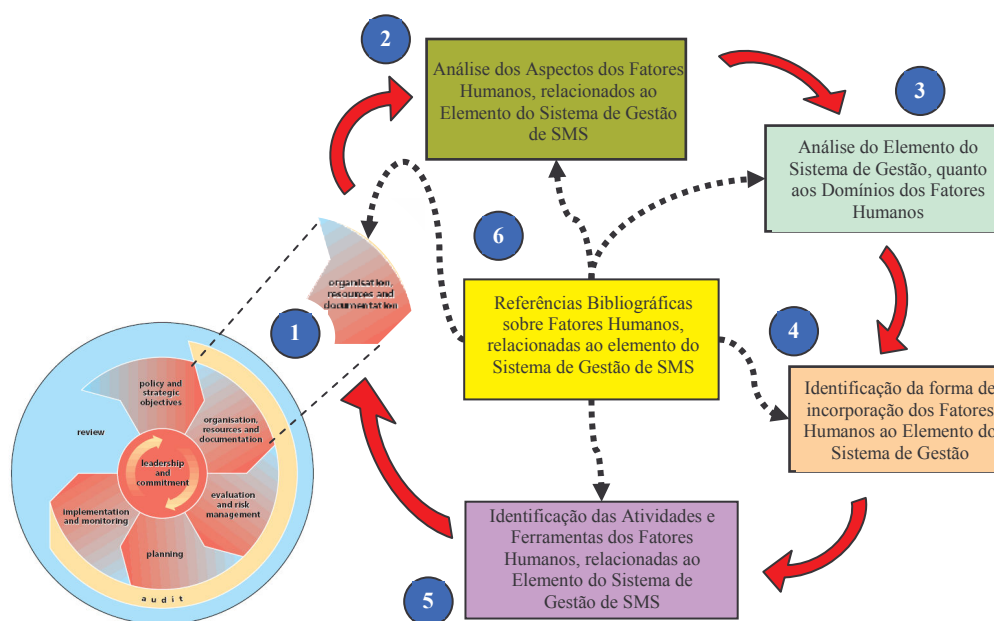 2
Análise dos Aspectos dos Fatores
Humanos, relacionados ao
Elemento do Sistema de Gestão
de SMS
3
Análise do Elemento do
Sistema de Gestão, quanto
aos Domínios dos Fatores
Humanos
6
Referências Bibliográficas
sobre Fatores Humanos,
relacionadas ao elemento do
Sistema de Gestão de SMS
4
Identificação da forma de
incorporação dos Fatores
Humanos ao Elemento do
Sistema de Gestão
5
Identificação das Atividades e
Ferramentas dos Fatores
Humanos, relacionadas ao
Elemento do Sistema de
Gestão de SMS
1
organisation,
resources and
documentation
policy and
strategic
objectives
review
organisation,
resources and
documentation
leadership
and
commitment
evaluation
and risk
management
implementation
and monitoring
planning
audit